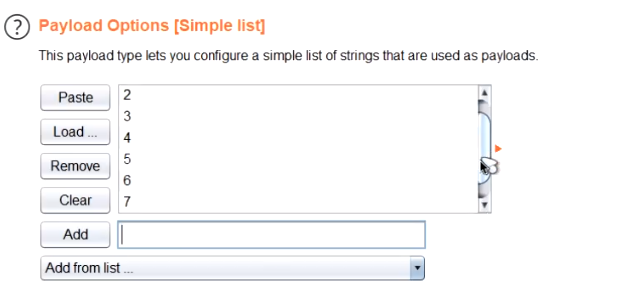 ? Payload Options [Simple list]
This payload type lets you configure a simple list of strings that are used as payloads.
Paste
Load ...
Remove
Clear
2
3
4
5
6
7
Add
Add from list ...